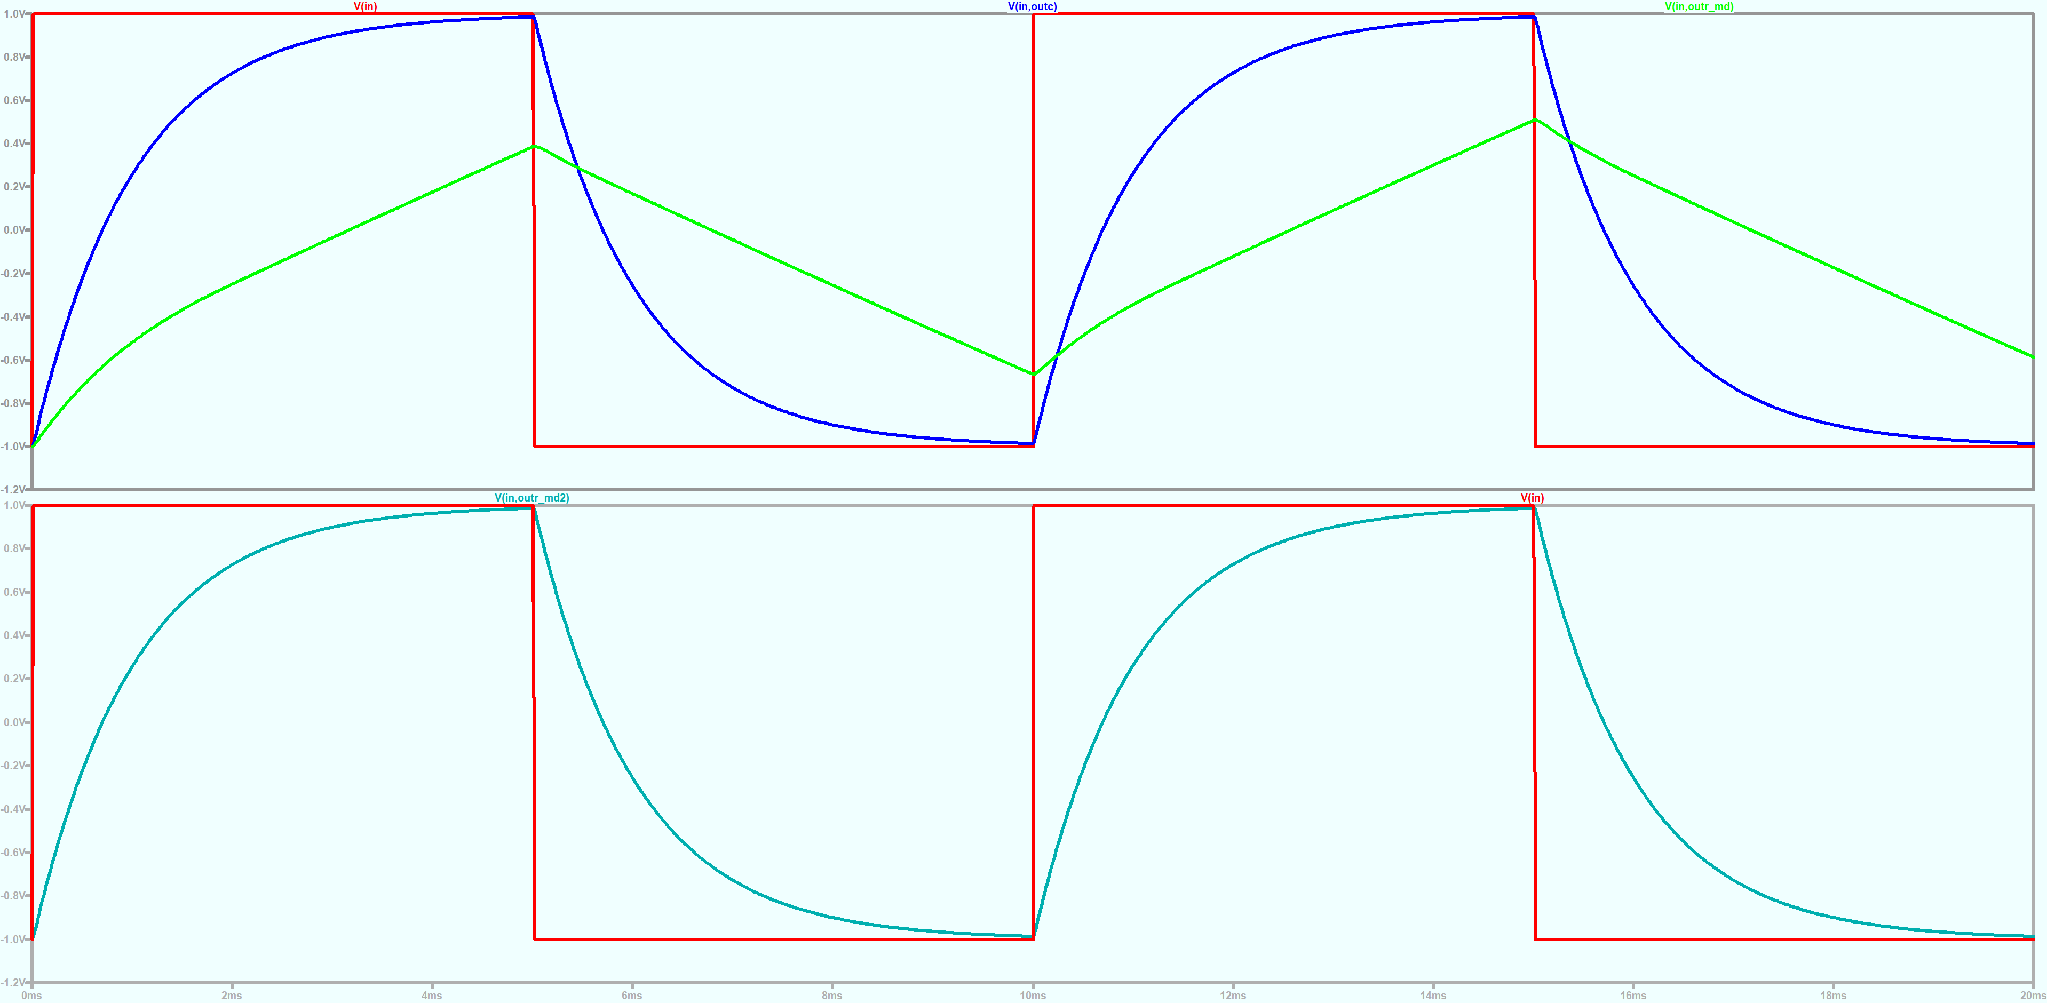 V(in) V(in,outc) V(in,outr_md)
1.0V
0.8V
0.6V
0.4V
0.2V
0.0V
-0.2V
-0.4V
-0.6V
-0.8V
-1.0V
-1.2V
V(in,outr_md2) V(in)
1.0V
0.8V
0.6V
0.4V
0.2V
0.0V
-0.2V
-0.4V
-0.6V
-0.8V
-1.0V
-1.2V
0ms 2ms 4ms 6ms 8ms 10ms 12ms 14ms 16ms 18ms 20ms